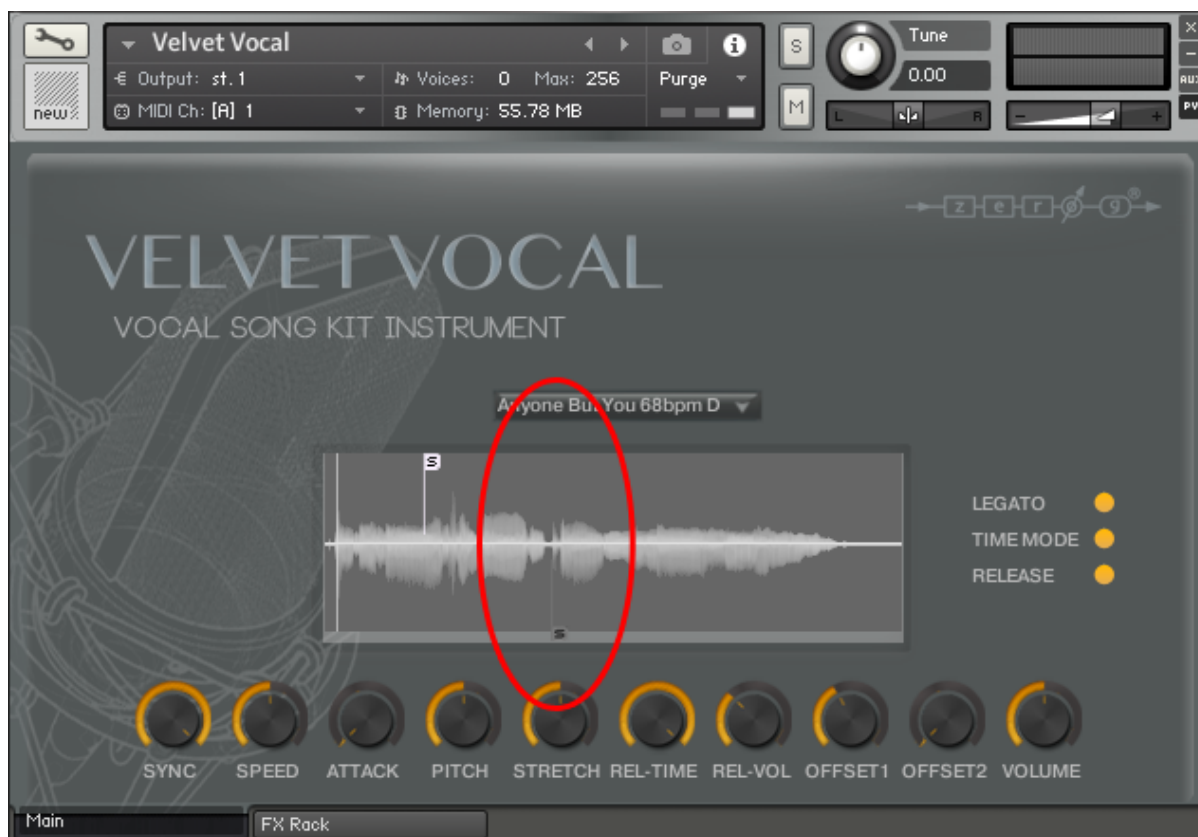 Velvet Vocal
Output: st. 1
Voices: 0 Max: 256
Purge
MIDI Ch: [A] 1
Memory: 55.78 MB
new
S
M
Tune
0.00
L
R
-
+
X
-
AUX
PV
z e r ø g®
VELVET VOCAL
VOCAL SONG KIT INSTRUMENT
Anyone But You 68bpm D
S
S
LEGATO
TIME MODE
RELEASE
SYNC SPEED ATTACK PITCH STRETCH REL-TIME REL-VOL OFFSET1 OFFSET2 VOLUME
Main
FX Rack